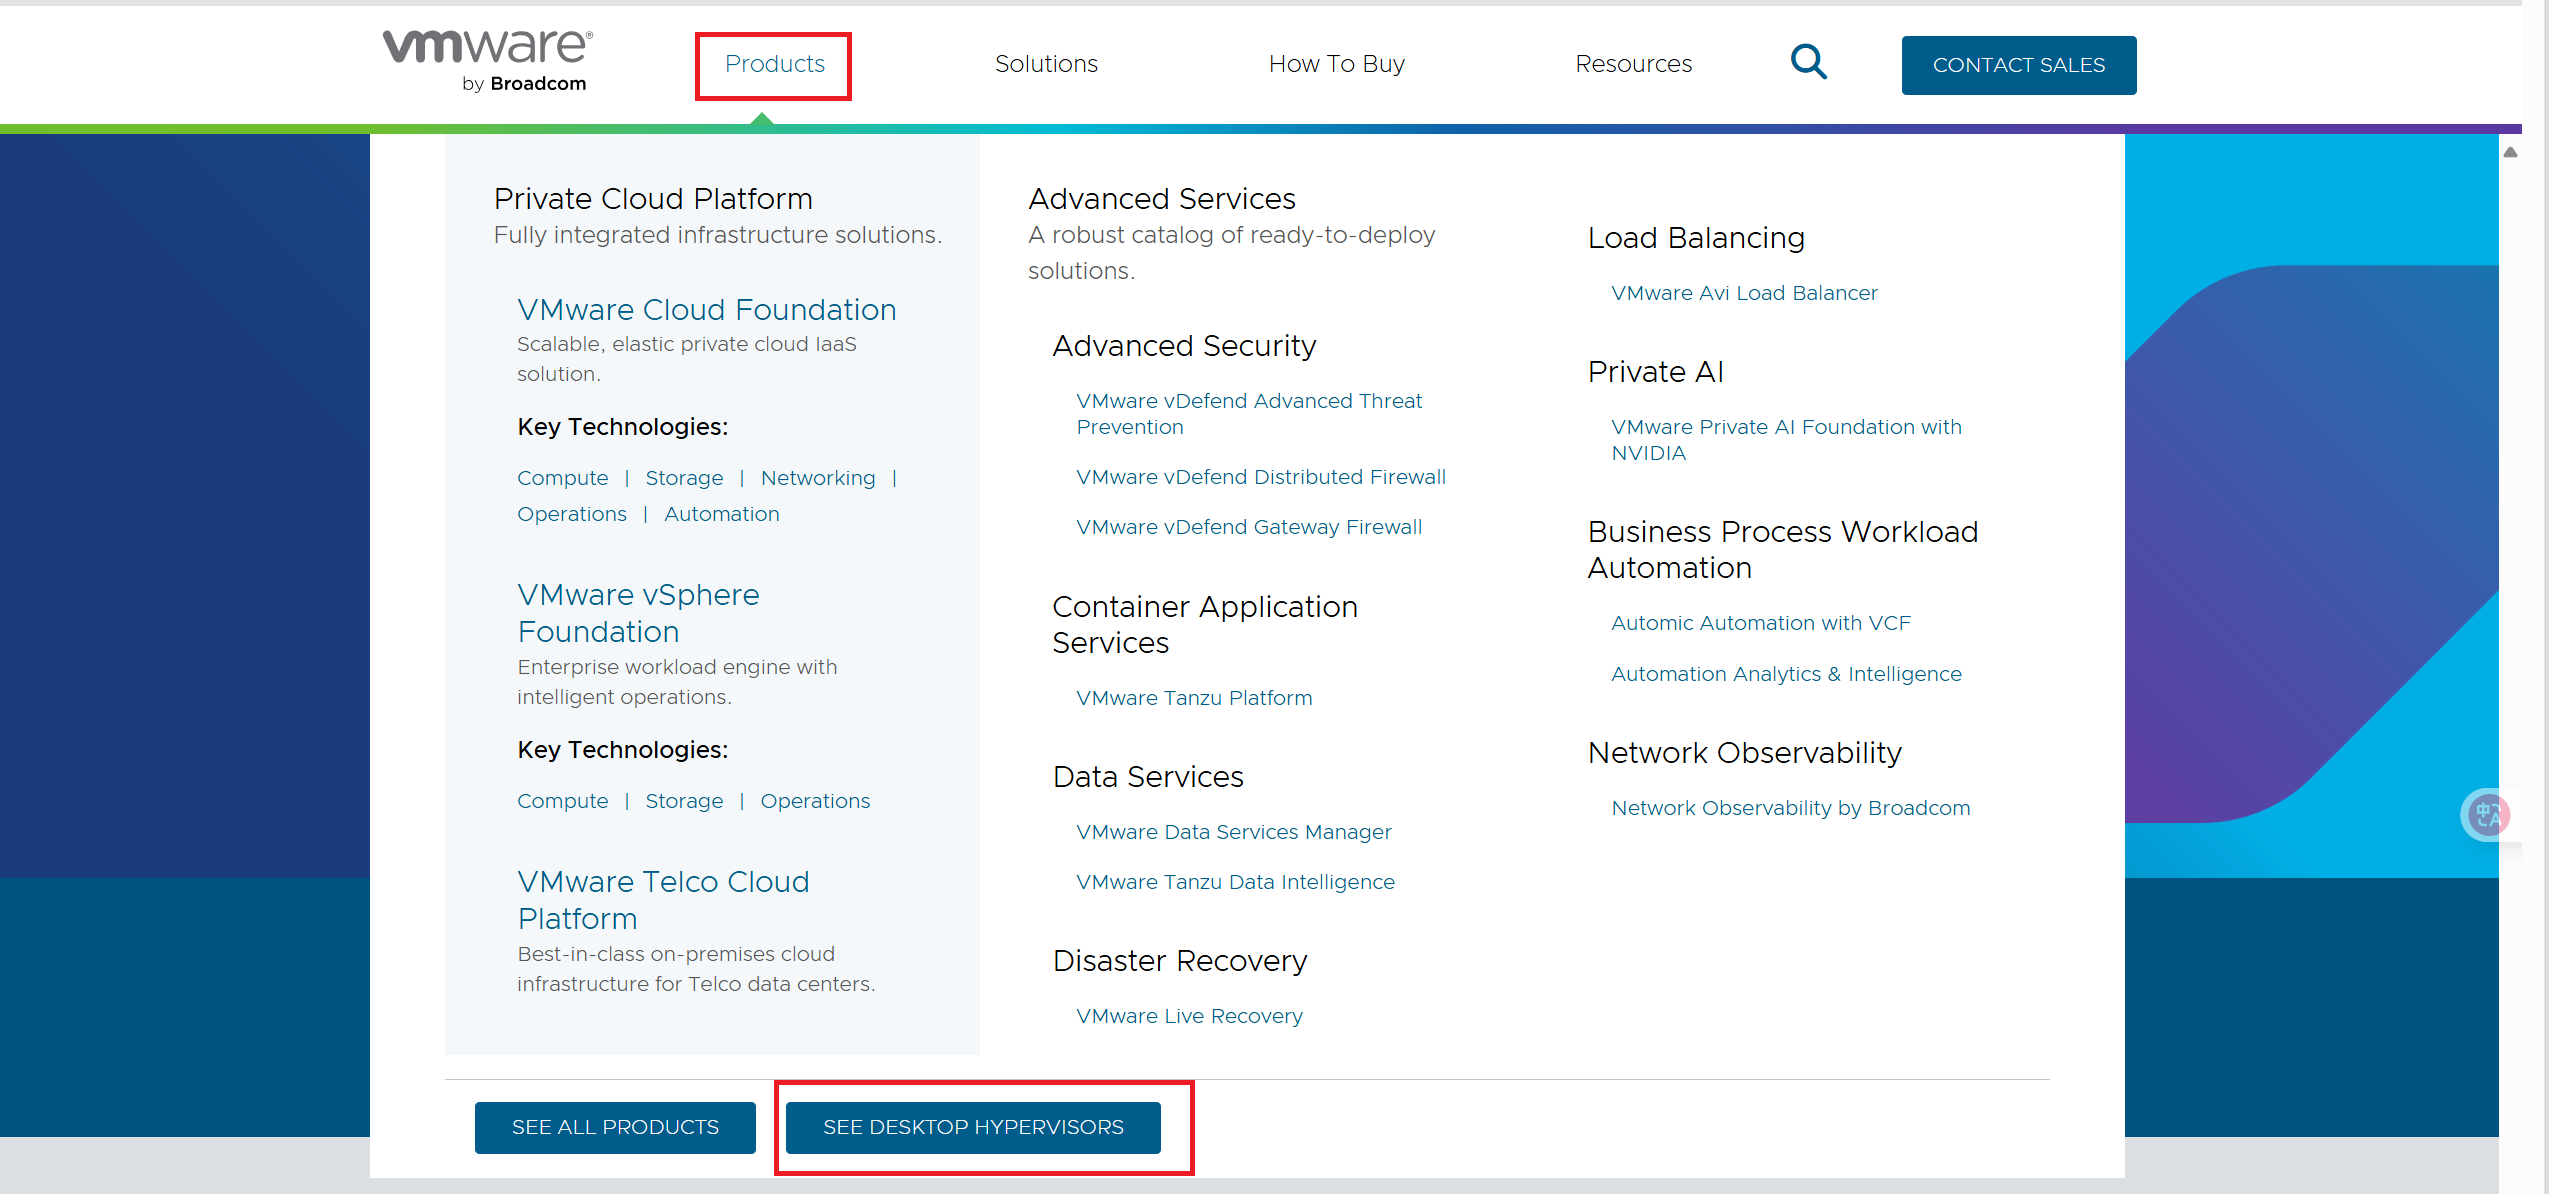 vmware®
by Broadcom
Products
Solutions
How To Buy
Resources
CONTACT SALES
Private Cloud Platform
Fully integrated infrastructure solutions.
VMware Cloud Foundation
Scalable, elastic private cloud IaaS
solution.
Key Technologies:
Compute | Storage | Networking |
Operations | Automation
VMware vSphere
Foundation
Enterprise workload engine with
intelligent operations.
Key Technologies:
Compute | Storage | Operations
VMware Telco Cloud
Platform
Best-in-class on-premises cloud
infrastructure for Telco data centers.
Advanced Services
A robust catalog of ready-to-deploy
solutions.
Advanced Security
VMware vDefend Advanced Threat
Prevention
VMware vDefend Distributed Firewall
VMware vDefend Gateway Firewall
Container Application
Services
VMware Tanzu Platform
Data Services
VMware Data Services Manager
VMware Tanzu Data Intelligence
Disaster Recovery
VMware Live Recovery
Load Balancing
VMware Avi Load Balancer
Private AI
VMware Private AI Foundation with
NVIDIA
Business Process Workload
Automation
Automic Automation with VCF
Automation Analytics & Intelligence
Network Observability
Network Observability by Broadcom
SEE ALL PRODUCTS
SEE DESKTOP HYPERVISORS
中A